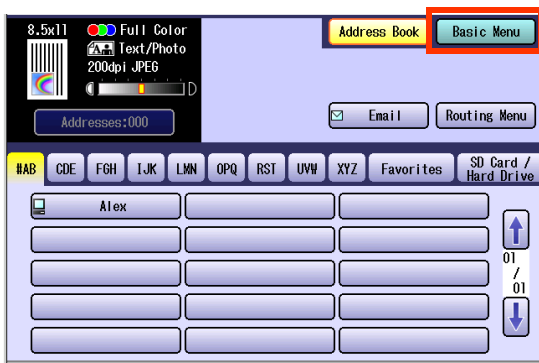 8.5x11 Full Color
Text/Photo
200dpi JPEG
Addresses:000
Address Book Basic Menu
Email Routing Menu
#AB CDE FGH IJK LMN OPQ RST UVW XYZ Favorites SD Card /
Hard Drive
Alex
01
/
01